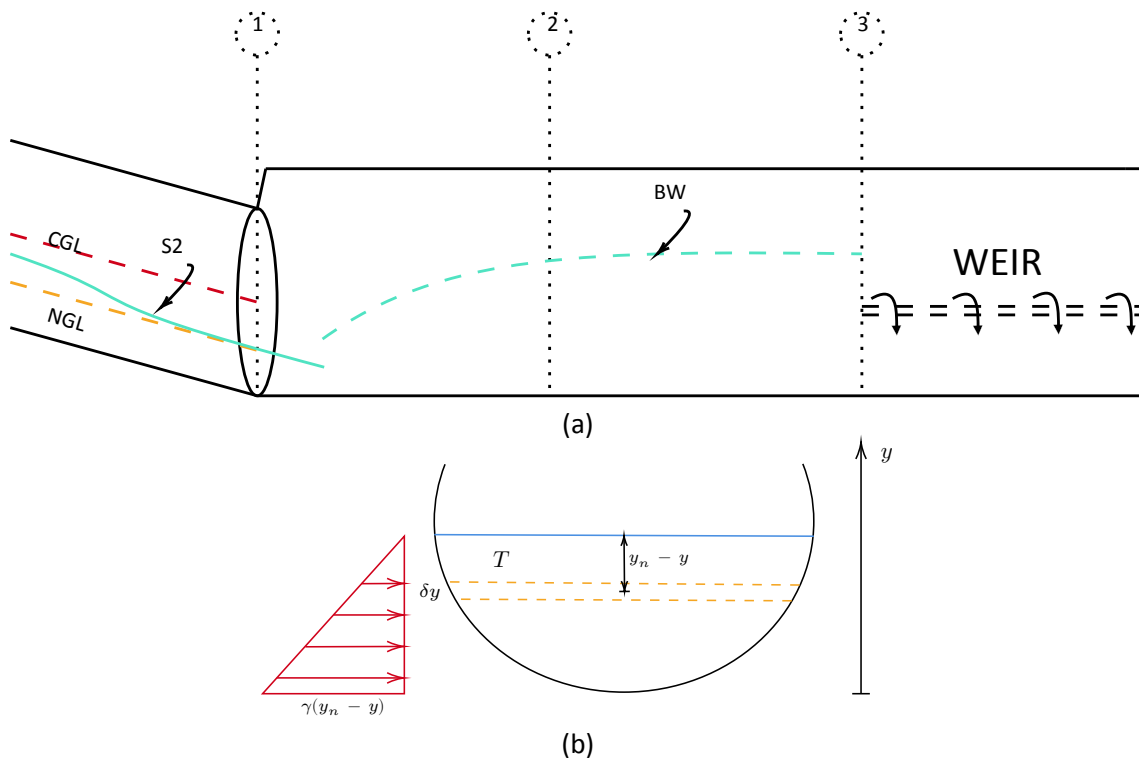 1 2 3
BW
CGL S2
WEIR
NGL
(a)
y
T y_n − y
δy
γ(y_n − y)
(b)